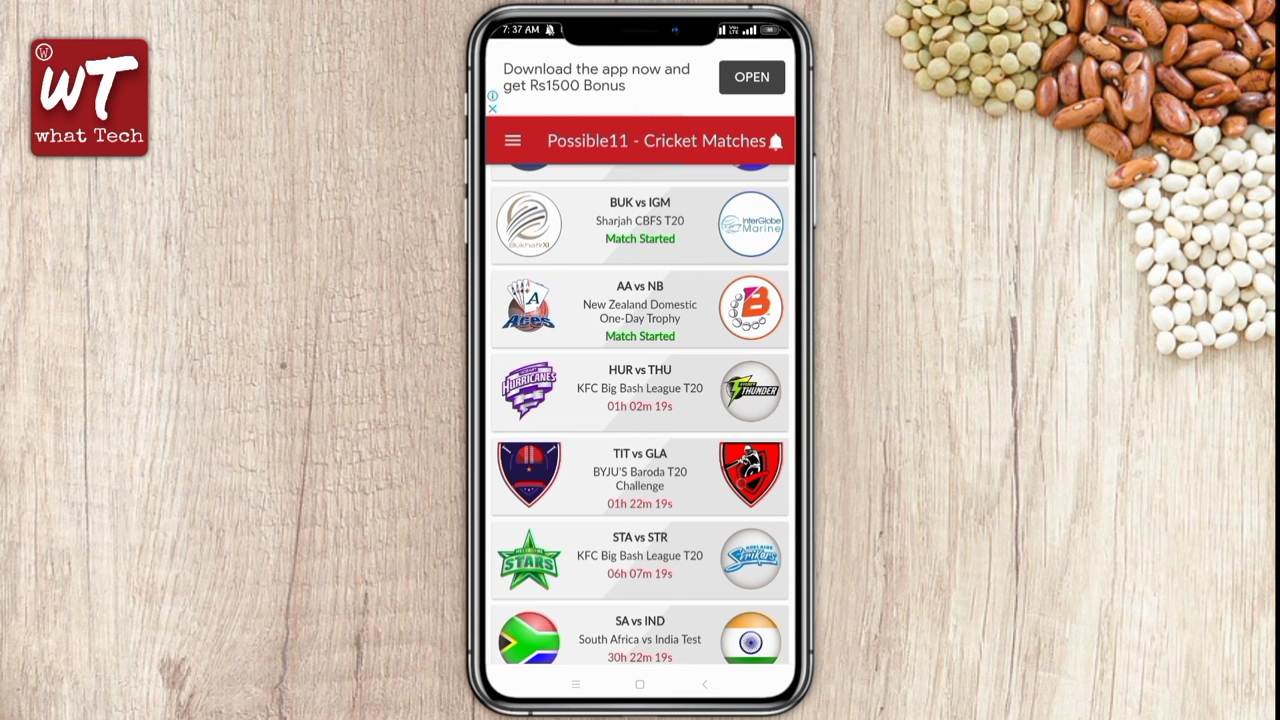 W
WT
what Tech
7:37 AM
Download the app now and
get Rs1500 Bonus
OPEN
Possible11 - Cricket Matches
BUK vs IGM
Sharjah CBFS T20
Match Started
BukhatirXI
InterGlobe
Marine
AA vs NB
New Zealand Domestic
One-Day Trophy
Match Started
A
Aces
HUR vs THU
KFC Big Bash League T20
01h 02m 19s
HURRICANES
THUNDER
TIT vs GLA
BYJU'S Baroda T20
Challenge
01h 22m 19s
STA vs STR
KFC Big Bash League T20
06h 07m 19s
MELBOURNE
STARS
ADELAIDE
Strikers
SA vs IND
South Africa vs India Test
30h 22m 19s